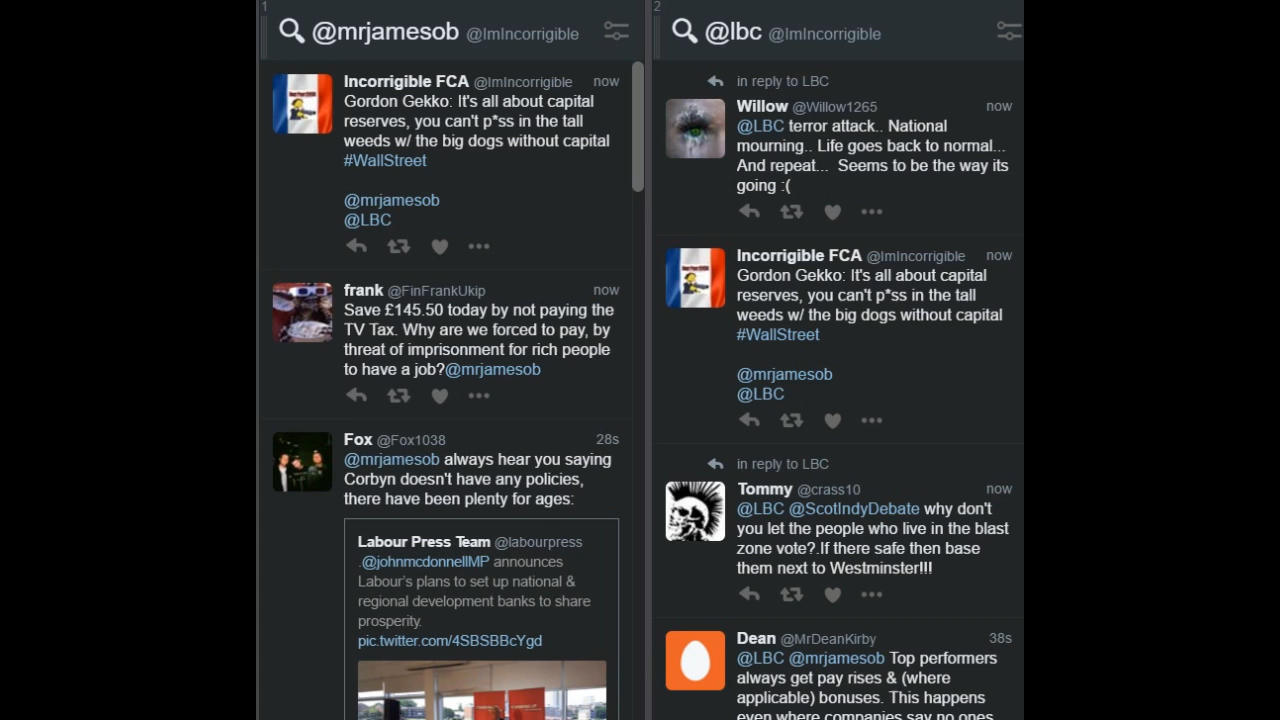 1
@mrjamesob @ImIncorrigible
Incorrigible FCA @ImIncorrigible now
Gordon Gekko: It's all about capital
reserves, you can't p*ss in the tall
weeds w/ the big dogs without capital
#WallStreet
@mrjamesob
@LBC
frank @FinFrankUkip now
Save £145.50 today by not paying the
TV Tax. Why are we forced to pay, by
threat of imprisonment for rich people
to have a job?@mrjamesob
Fox @Fox1038 28s
@mrjamesob always hear you saying
Corbyn doesn't have any policies,
there have been plenty for ages:
Labour Press Team @labourpress
.@johnmcdonnellMP announces
Labour's plans to set up national &
regional development banks to share
prosperity.
pic.twitter.com/4SBSBBcYgd
2
@lbc @ImIncorrigible
in reply to LBC
Willow @Willow1265 now
@LBC terror attack.. National
mourning.. Life goes back to normal...
And repeat... Seems to be the way its
going :(
Incorrigible FCA @ImIncorrigible now
Gordon Gekko: It's all about capital
reserves, you can't p*ss in the tall
weeds w/ the big dogs without capital
#WallStreet
@mrjamesob
@LBC
in reply to LBC
Tommy @crass10 now
@LBC @ScotIndyDebate why don't
you let the people who live in the blast
zone vote?.If there safe then base
them next to Westminster!!!
Dean @MrDeanKirby 38s
@LBC @mrjamesob Top performers
always get pay rises & (where
applicable) bonuses. This happens
even where companies say no ones